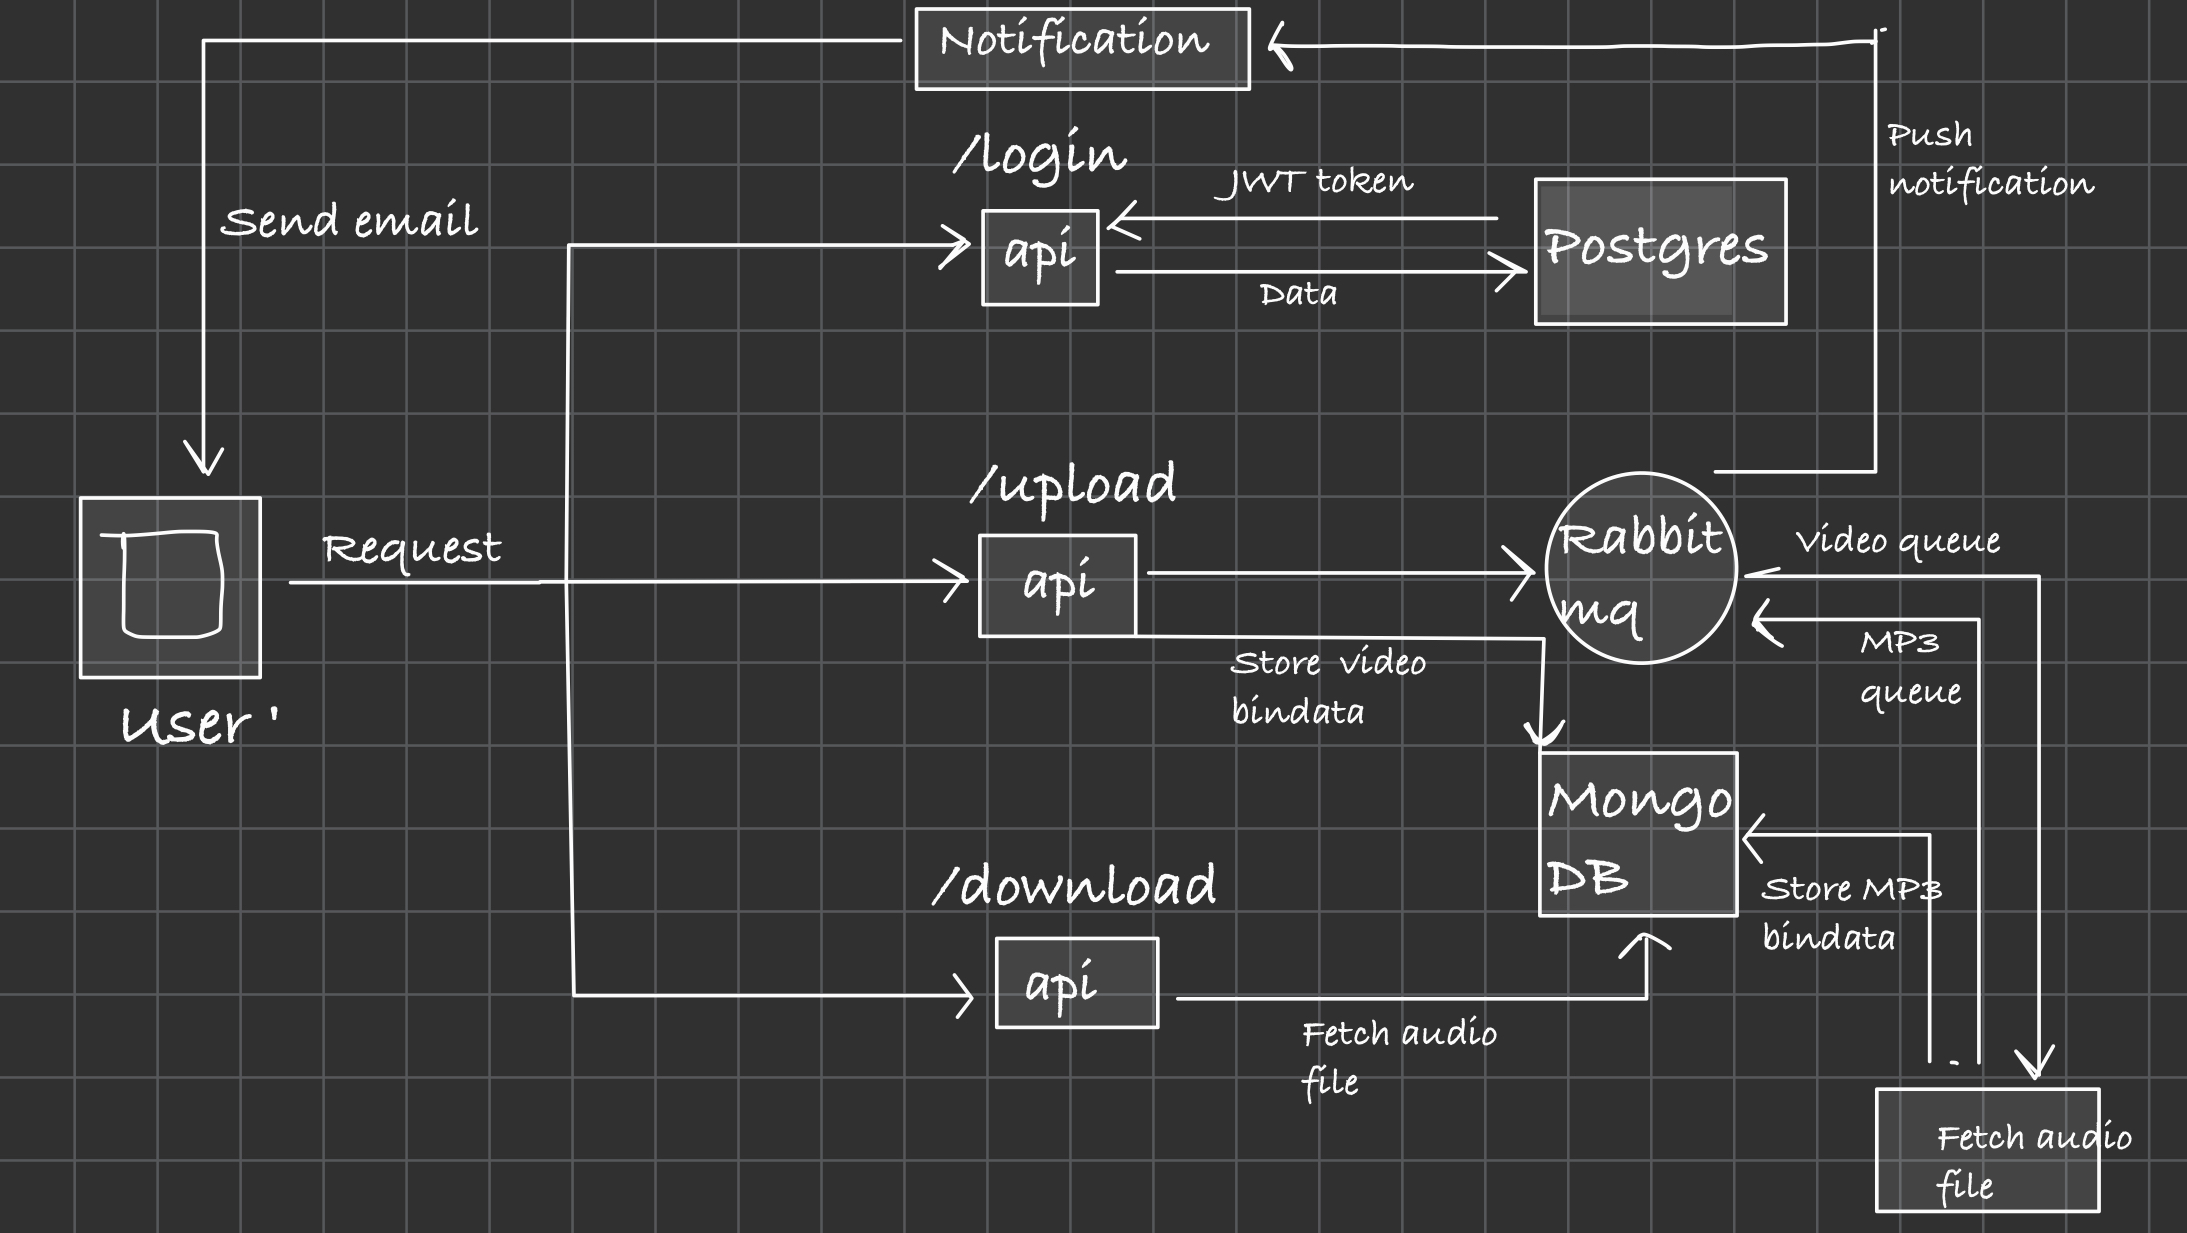 Notification
/login
Push
notification
JWT token
Send email
api
Postgres
Data
/upload
Request
Rabbit
mq
Video queue
api
MP3
queue
Store video
bindata
User '
Mongo
DB
/download
Store MP3
bindata
api
Fetch audio
file
Fetch audio
file